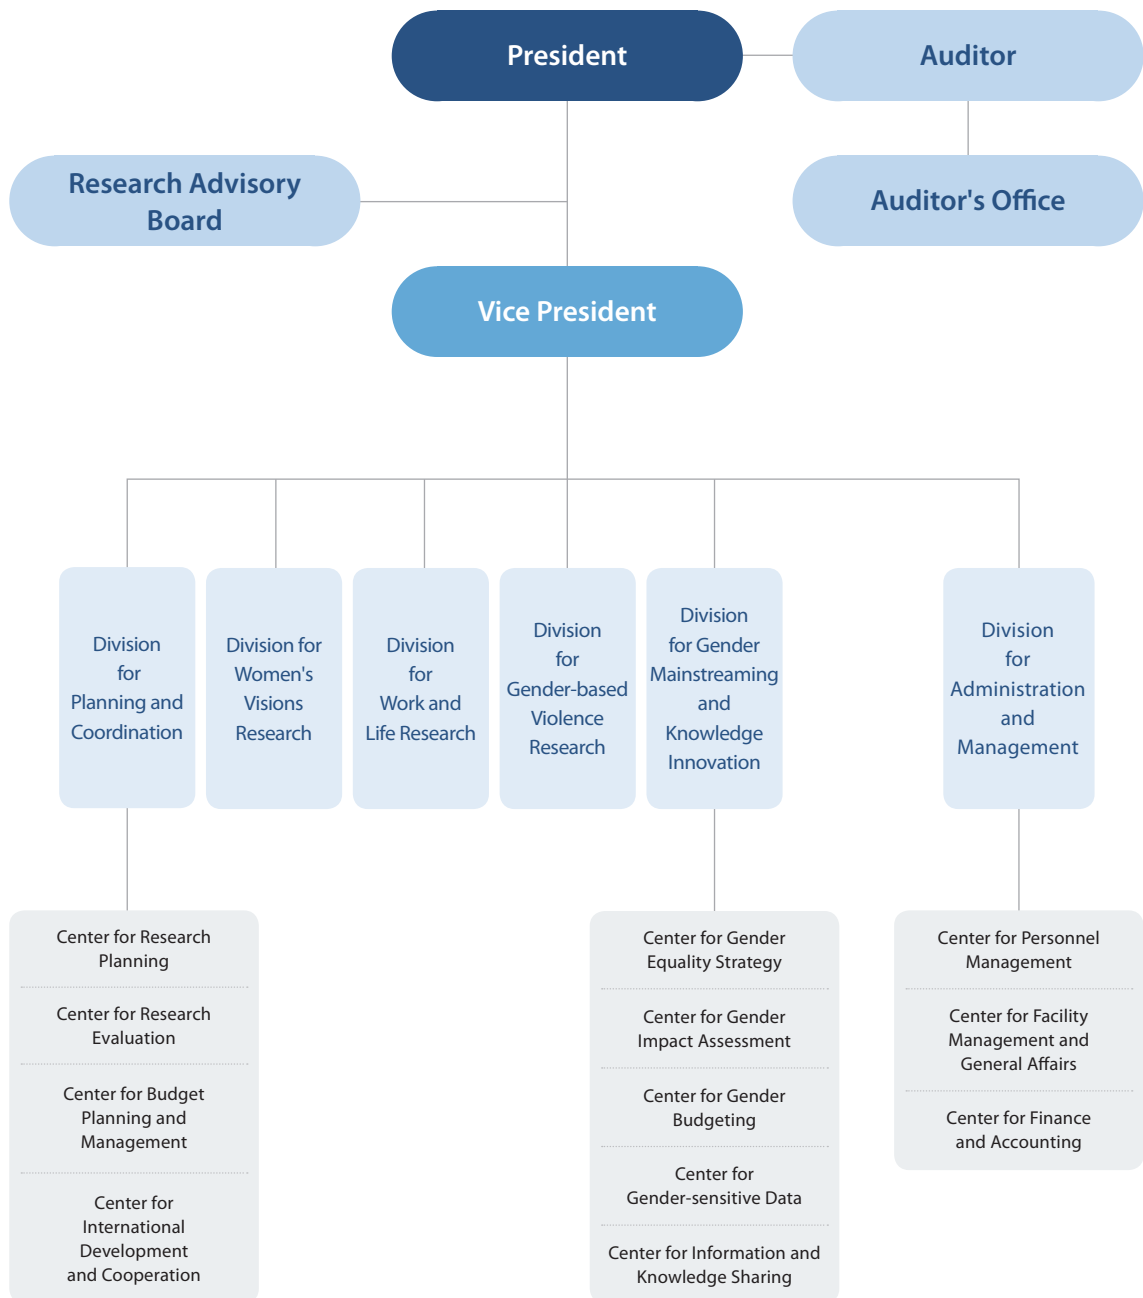 President
Auditor
Research Advisory
Board
Auditor's Office
Vice President
Division
for
Planning and
Coordination
Division for
Women's
Visions
Research
Division
for
Work and
Life Research
Division
for
Gender-based
Violence
Research
Division
for Gender
Mainstreaming
and
Knowledge
Innovation
Division
for
Administration
and
Management
Center for Research
Planning
Center for Research
Evaluation
Center for Budget
Planning and
Management
Center for
International
Development
and Cooperation
Center for Gender
Equality Strategy
Center for Gender
Impact Assessment
Center for Gender
Budgeting
Center for
Gender-sensitive Data
Center for Information and
Knowledge Sharing
Center for Personnel
Management
Center for Facility
Management and
General Affairs
Center for Finance
and Accounting